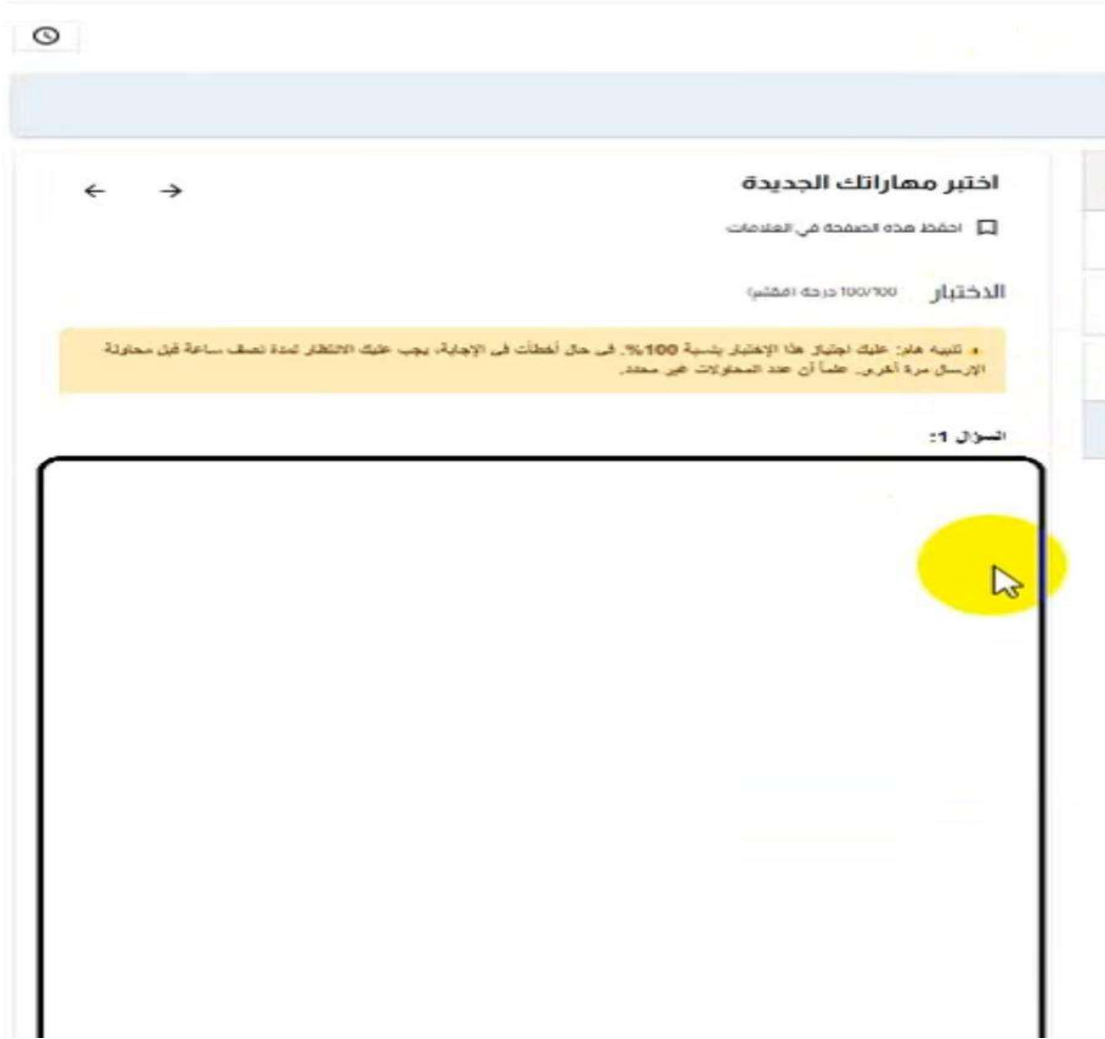 اختبر مهاراتك الجديدة
احفظ هذه الصفحة في العلامات
الاختبار 100/100 درجة (مُقيّم)
تنبيه هام: عليك اجتياز هذا الإختبار بنسبة 100%. في حال أخطأت في الإجابة، يجب عليك الانتظار لمدة نصف ساعة قبل محاولة
الإرسال مرة أخرى. علماً أن عدد المحاولات غير محدد.
السؤال 1: